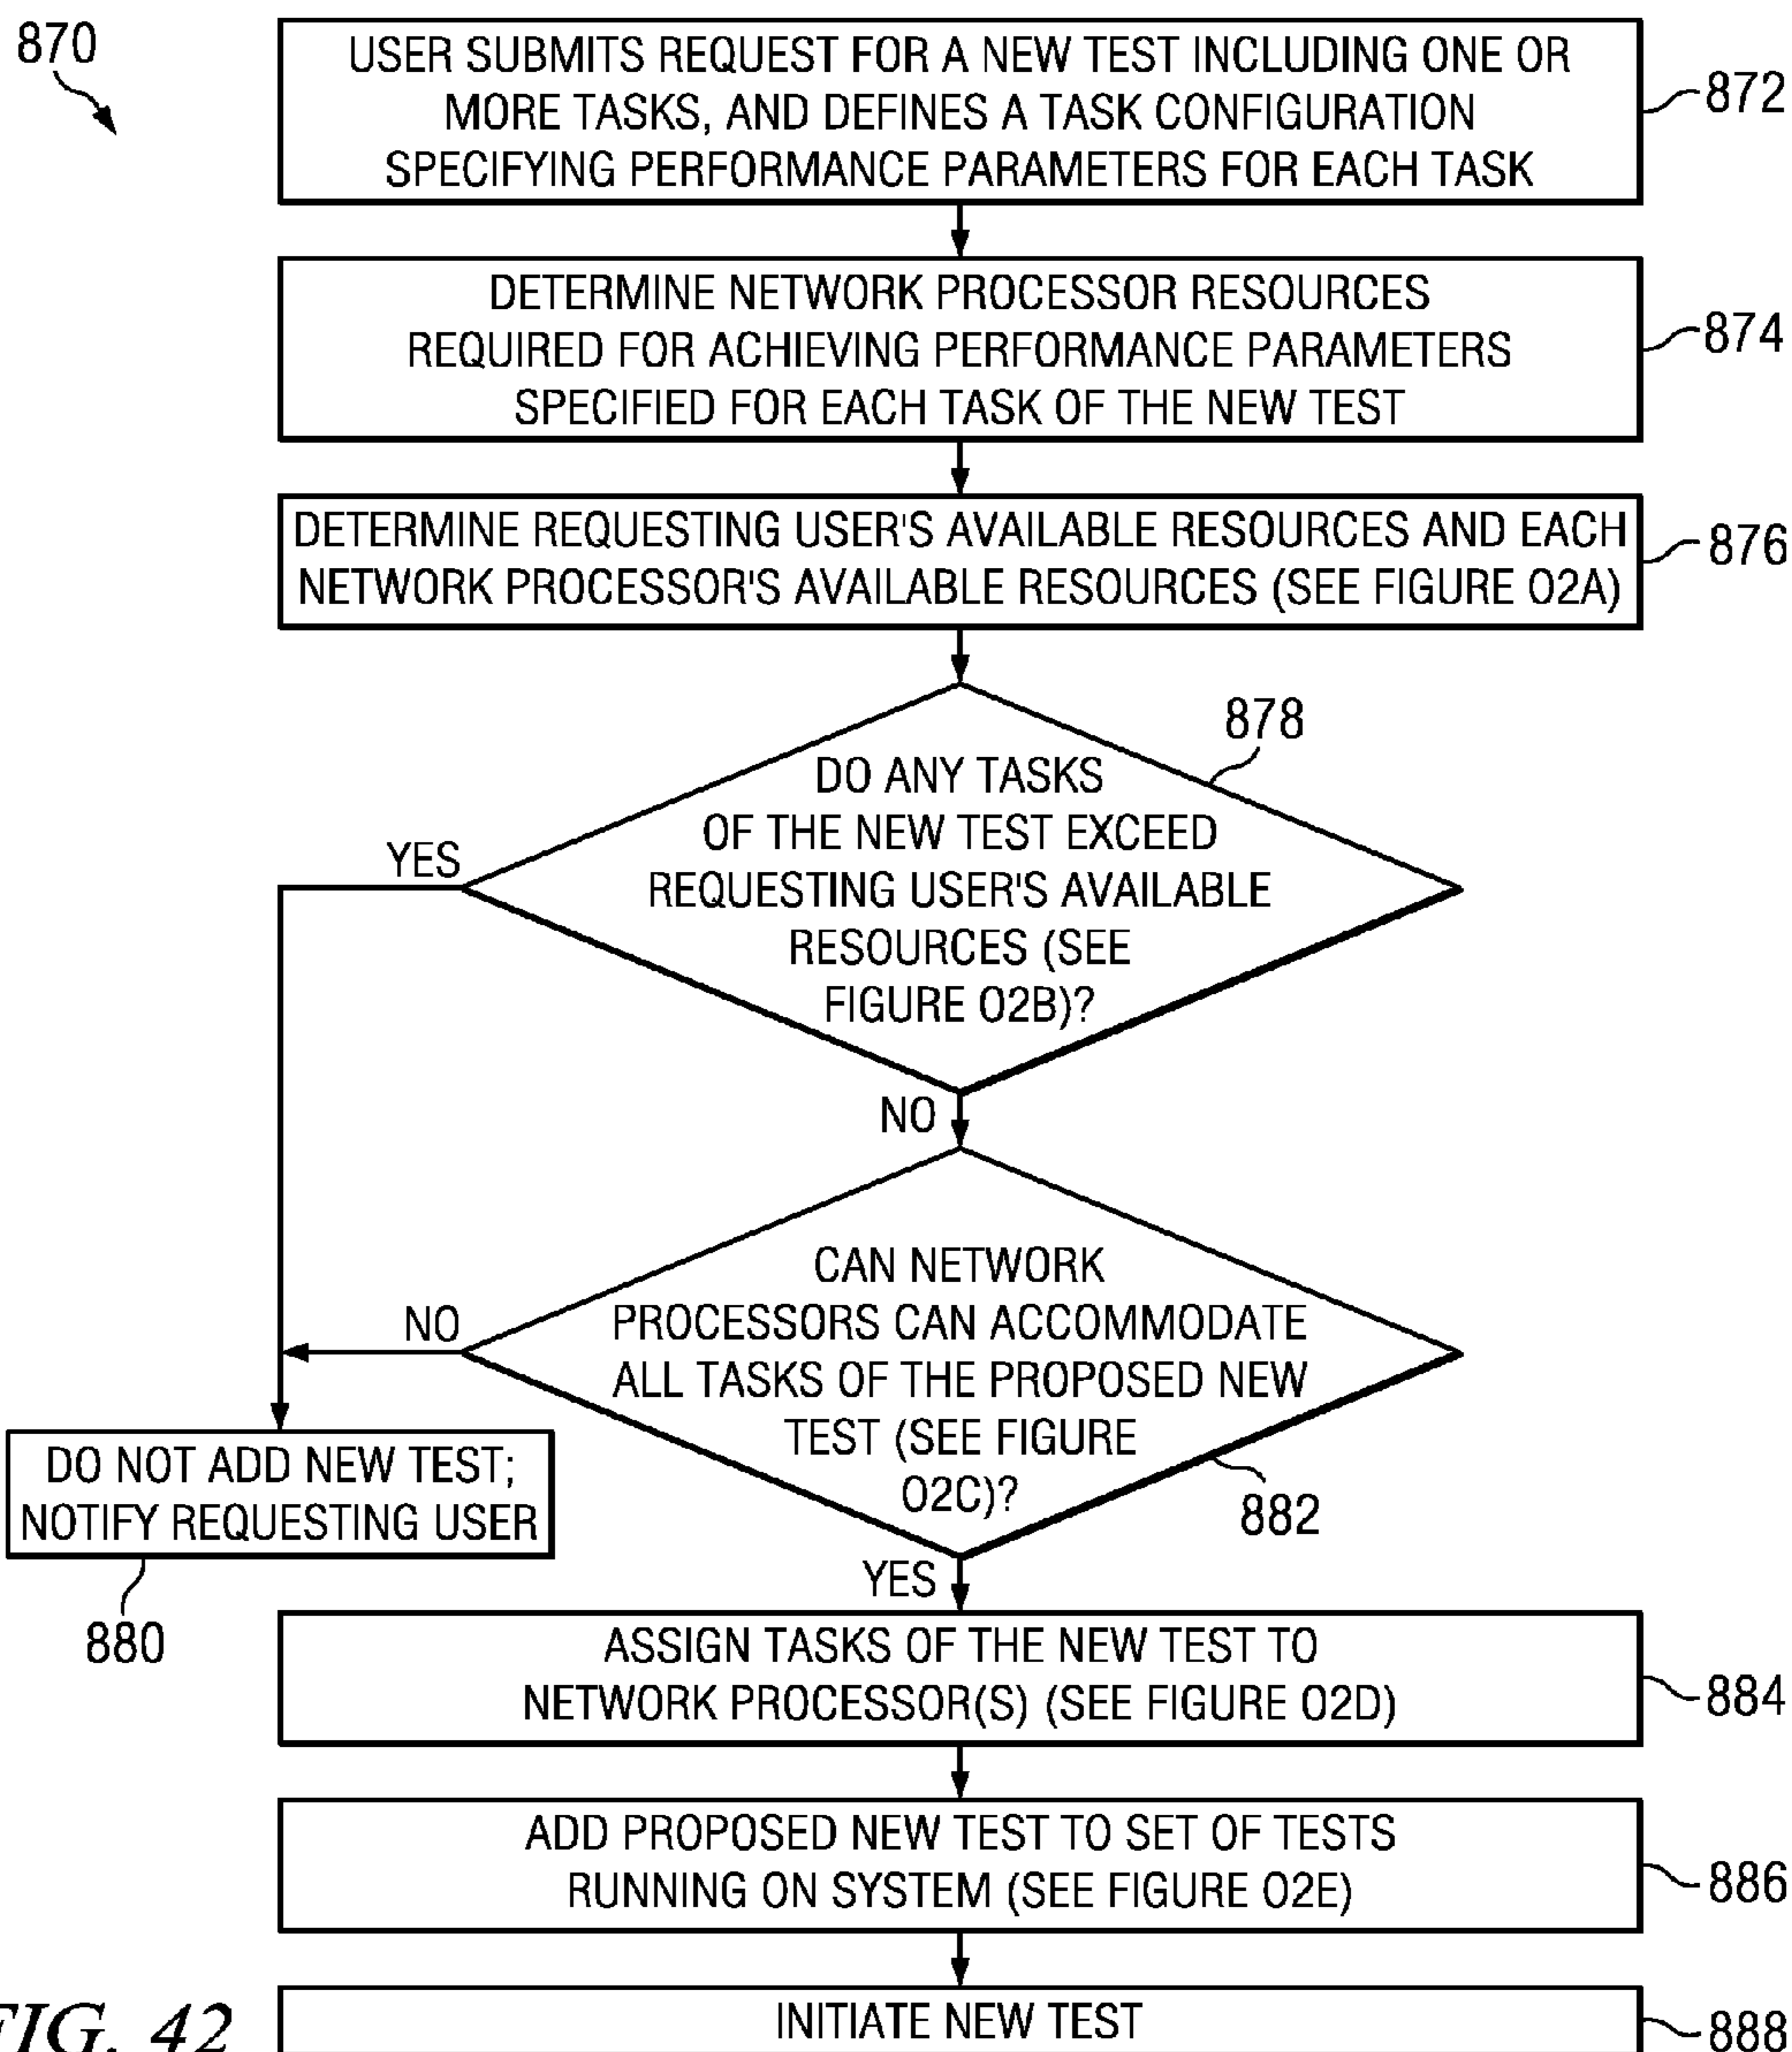 870
USER SUBMITS REQUEST FOR A NEW TEST INCLUDING ONE OR
MORE TASKS, AND DEFINES A TASK CONFIGURATION
SPECIFYING PERFORMANCE PARAMETERS FOR EACH TASK
872
DETERMINE NETWORK PROCESSOR RESOURCES
REQUIRED FOR ACHIEVING PERFORMANCE PARAMETERS
SPECIFIED FOR EACH TASK OF THE NEW TEST
874
DETERMINE REQUESTING USER'S AVAILABLE RESOURCES AND EACH
NETWORK PROCESSOR'S AVAILABLE RESOURCES (SEE FIGURE O2A)
876
878
DO ANY TASKS
OF THE NEW TEST EXCEED
REQUESTING USER'S AVAILABLE
RESOURCES (SEE
FIGURE O2B)?
YES
NO
CAN NETWORK
PROCESSORS CAN ACCOMMODATE
ALL TASKS OF THE PROPOSED NEW
TEST (SEE FIGURE
O2C)?
NO
882
DO NOT ADD NEW TEST;
NOTIFY REQUESTING USER
880
YES
ASSIGN TASKS OF THE NEW TEST TO
NETWORK PROCESSOR(S) (SEE FIGURE O2D)
884
ADD PROPOSED NEW TEST TO SET OF TESTS
RUNNING ON SYSTEM (SEE FIGURE O2E)
886
INITIATE NEW TEST
888
FIG. 42